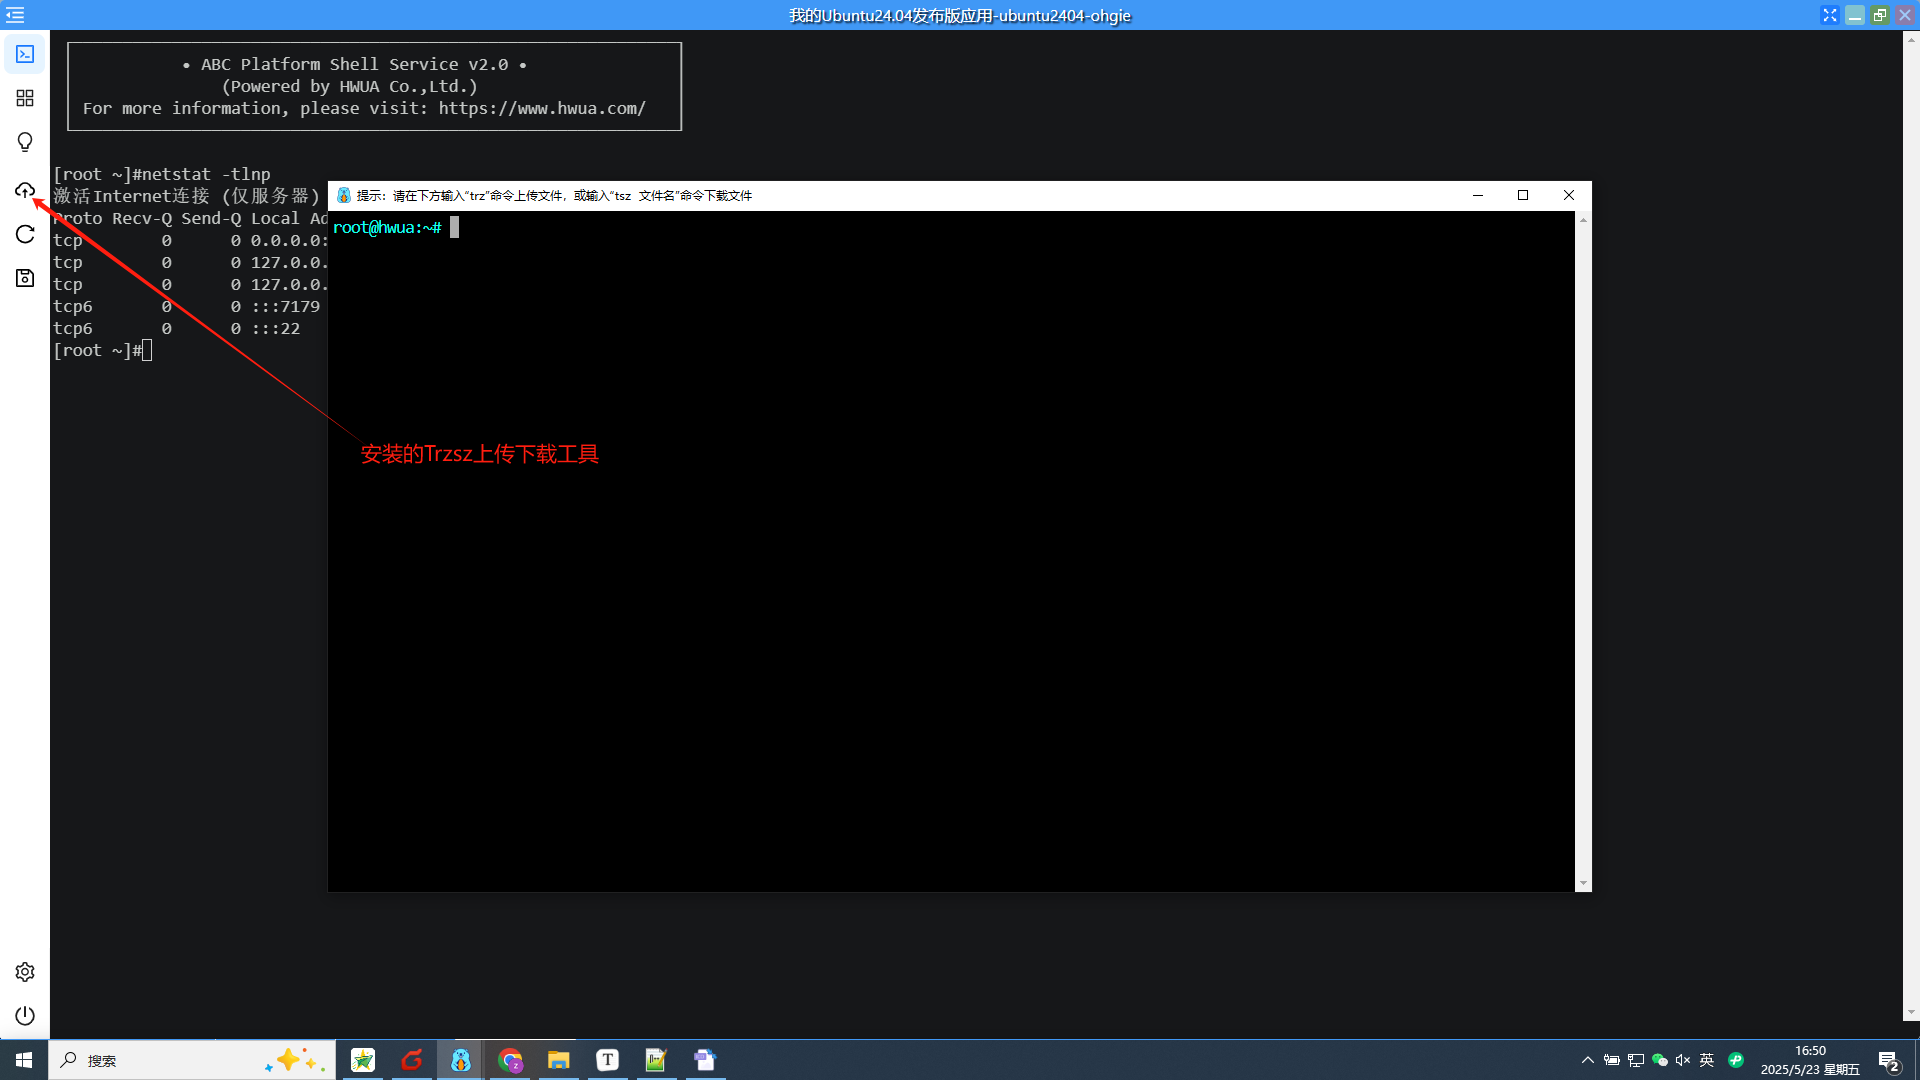 我的Ubuntu24.04发布版应用-ubuntu2404-ohgie
• ABC Platform Shell Service v2.0 •
(Powered by HWUA Co.,Ltd.)
For more information, please visit: https://www.hwua.com/
[root ~]#netstat -tlnp
激活Internet连接 (仅服务器)
Proto Recv-Q Send-Q Local Ad
tcp 0 0 0.0.0.0:
tcp 0 0 127.0.0.
tcp 0 0 127.0.0.
tcp6 0 0 :::7179
tcp6 0 0 :::22
[root ~]#
提示：请在下方输入“trz”命令上传文件，或输入“tsz 文件名”命令下载文件
root@hwua:~#
安装的Trzsz上传下载工具
搜索
T
Z
英
16:50
2025/5/23 星期五
2